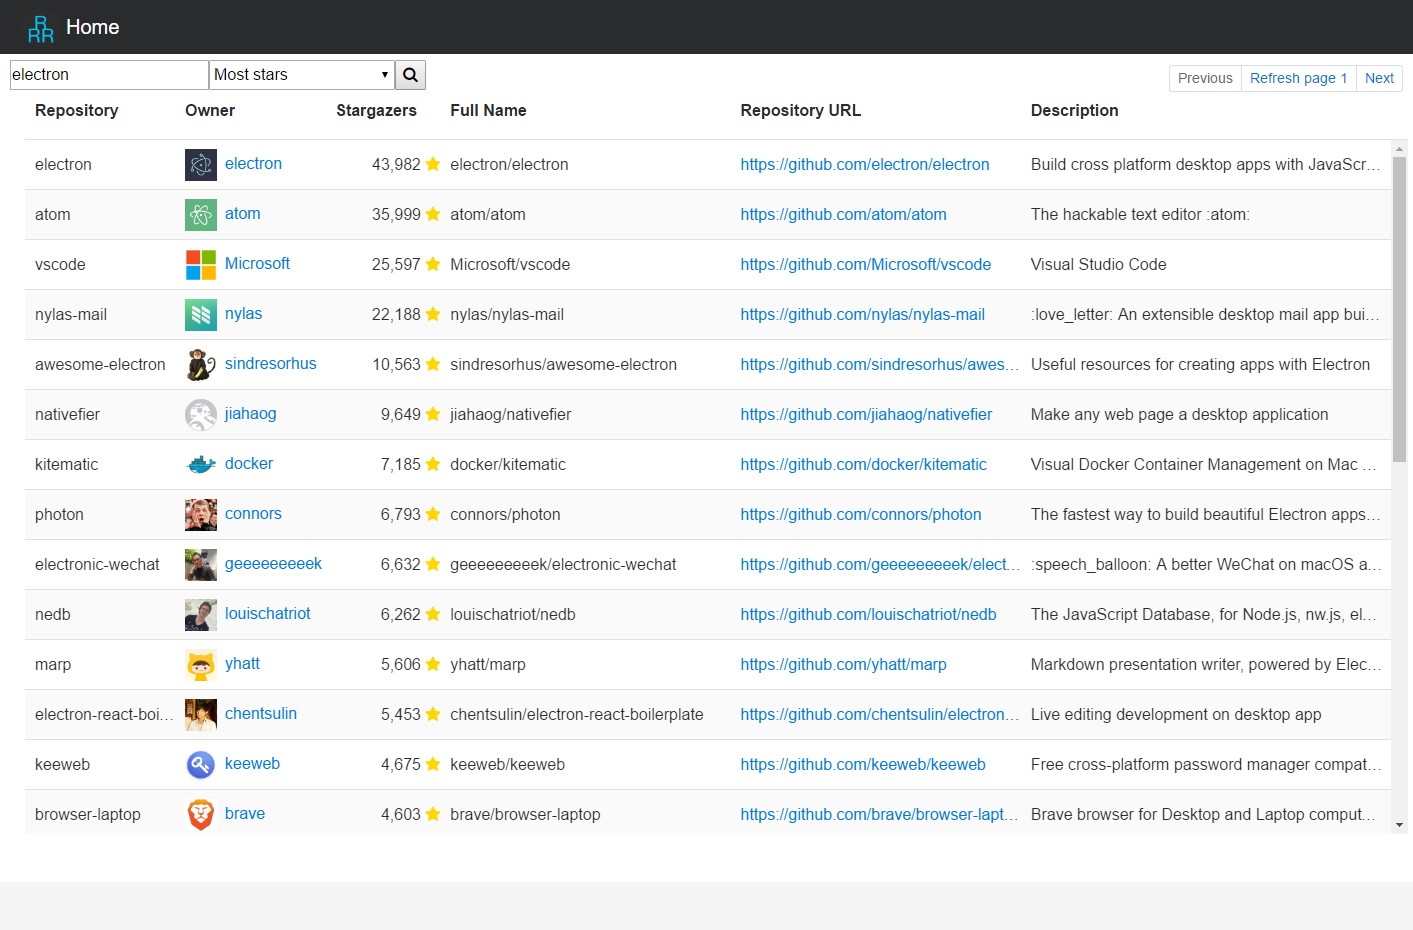 R
RR
Home
electron Most stars
Previous Refresh page 1 Next
Repository Owner Stargazers Full Name Repository URL Description
electron electron 43,982 electron/electron https://github.com/electron/electron Build cross platform desktop apps with JavaScr...
atom atom 35,999 atom/atom https://github.com/atom/atom The hackable text editor :atom:
vscode Microsoft 25,597 Microsoft/vscode https://github.com/Microsoft/vscode Visual Studio Code
nylas-mail nylas 22,188 nylas/nylas-mail https://github.com/nylas/nylas-mail :love_letter: An extensible desktop mail app bui...
awesome-electron sindresorhus 10,563 sindresorhus/awesome-electron https://github.com/sindresorhus/awes... Useful resources for creating apps with Electron
nativefier jiahaog 9,649 jiahaog/nativefier https://github.com/jiahaog/nativefier Make any web page a desktop application
kitematic docker 7,185 docker/kitematic https://github.com/docker/kitematic Visual Docker Container Management on Mac ...
photon connors 6,793 connors/photon https://github.com/connors/photon The fastest way to build beautiful Electron apps...
electronic-wechat geeeeeeeeek 6,632 geeeeeeeeek/electronic-wechat https://github.com/geeeeeeeeek/elect... :speech_balloon: A better WeChat on macOS a...
nedb louischatriot 6,262 louischatriot/nedb https://github.com/louischatriot/nedb The JavaScript Database, for Node.js, nw.js, el...
marp yhatt 5,606 yhatt/marp https://github.com/yhatt/marp Markdown presentation writer, powered by Elec...
electron-react-boi... chentsulin 5,453 chentsulin/electron-react-boilerplate https://github.com/chentsulin/electron... Live editing development on desktop app
keeweb keeweb 4,675 keeweb/keeweb https://github.com/keeweb/keeweb Free cross-platform password manager compat...
browser-laptop brave 4,603 brave/browser-laptop https://github.com/brave/browser-lapt... Brave browser for Desktop and Laptop comput...